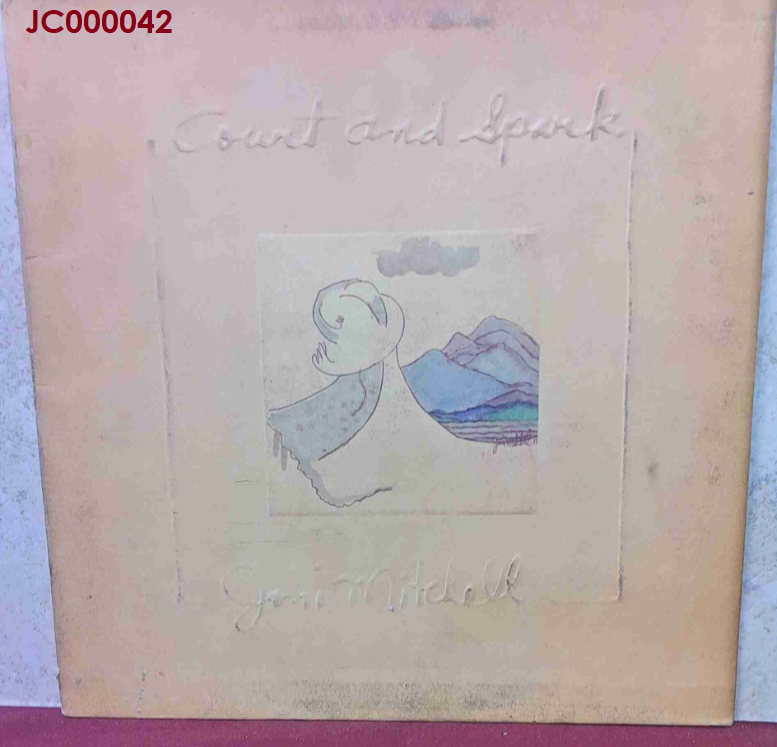 JC000042
Court and Spark
Joni Mitchell